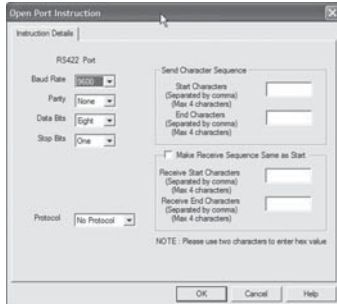 Open Port Instruction
Instruction Details
RS422 Port
Baud Rate 9600
Parity None
Data Bits Eight
Stop Bits One
Protocol No Protocol
Send Character Sequence
Start Characters
(Separated by comma)
(Max 4 characters)
End Characters
(Separated by comma)
(Max 4 characters)
Make Receive Sequence Same as Start
Receive Start Characters
(Separated by comma)
(Max 4 characters)
Receive End Characters
(Separated by comma)
(Max 4 characters)
NOTE : Please use two characters to enter hex value
OK
Cancel
Help